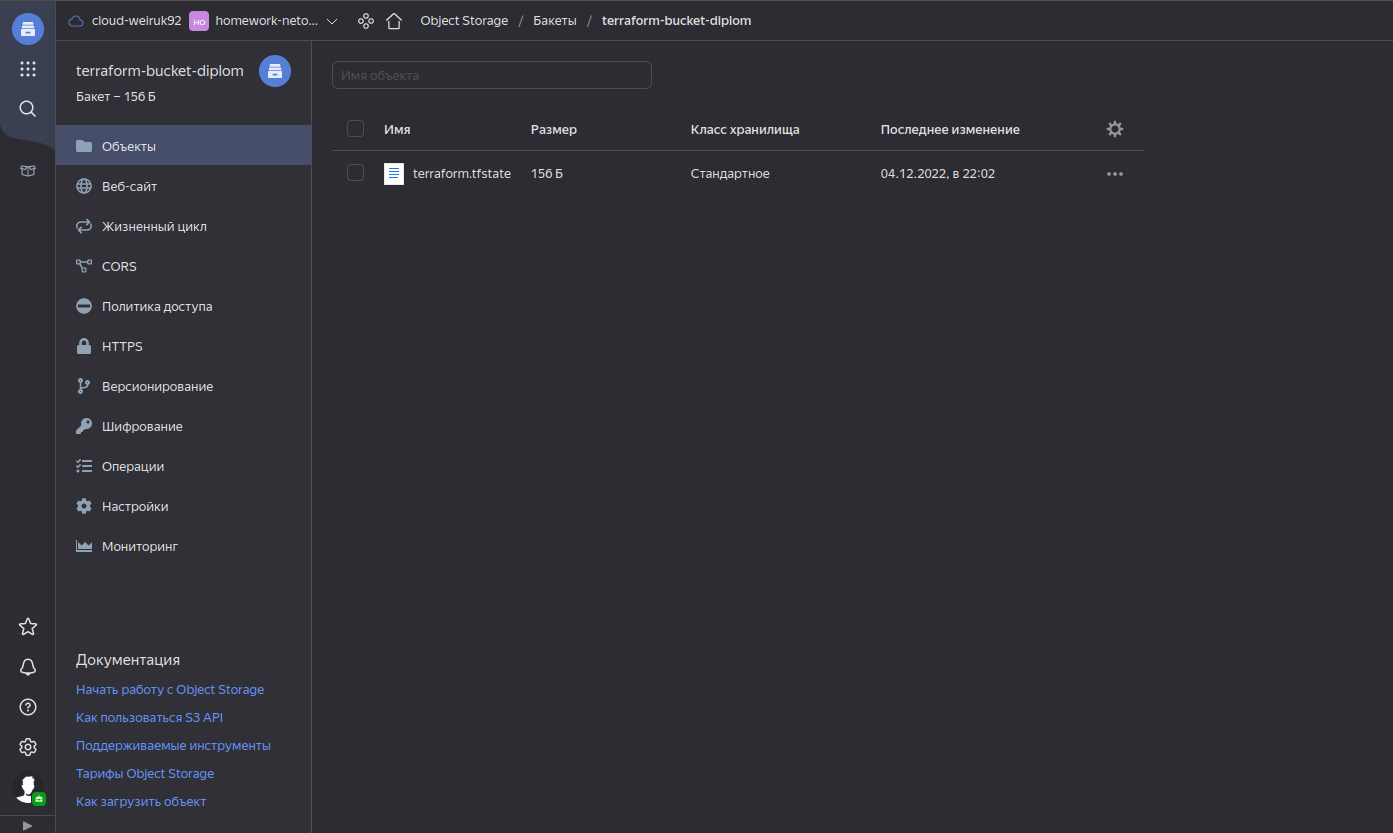 cloud-weiruk92 HO homework-neto... Object Storage / Бакеты / terraform-bucket-diplom
terraform-bucket-diplom
Бакет – 156 Б
Объекты
Веб-сайт
Жизненный цикл
CORS
Политика доступа
HTTPS
Версионирование
Шифрование
Операции
Настройки
Мониторинг
Документация
Начать работу с Object Storage
Как пользоваться S3 API
Поддерживаемые инструменты
Тарифы Object Storage
Как загрузить объект
Имя объекта
Имя Размер Класс хранилища Последнее изменение
terraform.tfstate 156 Б Стандартное 04.12.2022, в 22:02